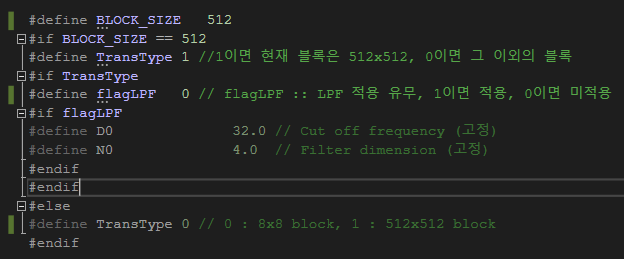 #define BLOCK_SIZE   512
#if BLOCK_SIZE == 512
#define TransType 1 //1이면 현재 블록은 512x512, 0이면 그 이외의 블록
#if TransType
#define flagLPF   0 // flagLPF :: LPF 적용 유무, 1이면 적용, 0이면 미적용
#if flagLPF
#define D0             32.0 // Cut off frequency (고정)
#define N0             4.0  // Filter dimension (고정)
#endif
#endif
#else
#define TransType 0 // 0 : 8x8 block, 1 : 512x512 block
#endif